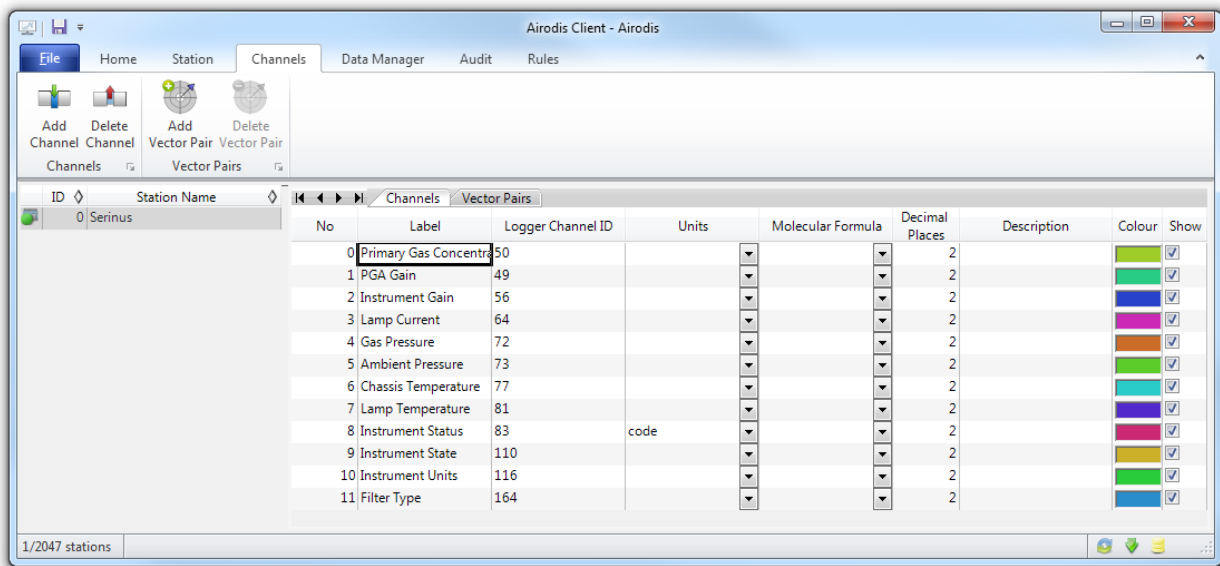 Airodis Client - Airodis
File Home Station Channels Data Manager Audit Rules
Add Channel Delete Channel Add Vector Pair Delete Vector Pair
Channels Vector Pairs
ID Station Name Channels Vector Pairs
0 Serinus
No Label Logger Channel ID Units Molecular Formula Decimal Places Description Colour Show
0 Primary Gas Concentra 50 2
1 PGA Gain 49 2
2 Instrument Gain 56 2
3 Lamp Current 64 2
4 Gas Pressure 72 2
5 Ambient Pressure 73 2
6 Chassis Temperature 77 2
7 Lamp Temperature 81 2
8 Instrument Status 83 code 2
9 Instrument State 110 2
10 Instrument Units 116 2
11 Filter Type 164 2
1/2047 stations